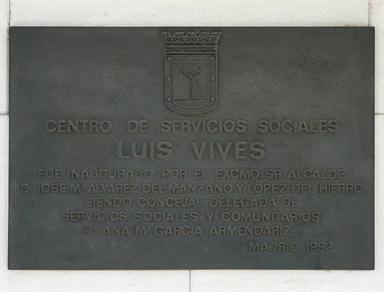 CENTRO DE SERVICIOS SOCIALES
LUIS VIVES
FUE INAUGURADO POR EL EXCMO. SR. ALCALDE
D. JOSE Mª ALVAREZ DEL MANZANO Y LOPEZ DEL HIERRO
SIENDO CONCEJAL DELEGADA DE
SERVICIOS SOCIALES Y COMUNITARIOS
Dª ANA Mª GARCIA ARMENDARIZ
MADRID 1992